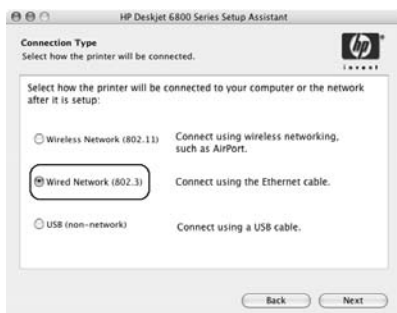 HP Deskjet 6800 Series Setup Assistant
Connection Type
Select how the printer will be connected.
hp
invent
Select how the printer will be connected to your computer or the network
after it is setup:
Wireless Network (802.11)
Connect using wireless networking,
such as AirPort.
Wired Network (802.3)
Connect using the Ethernet cable.
USB (non-network)
Connect using a USB cable.
Back
Next